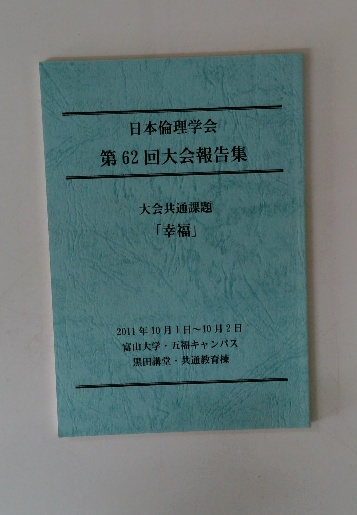 日本倫理学会
第62回大会報告集
大会共通課題
「幸福」
2011年10月1日～10月2日
富山大学・五福キャンパス
黒田講堂・共通教育棟